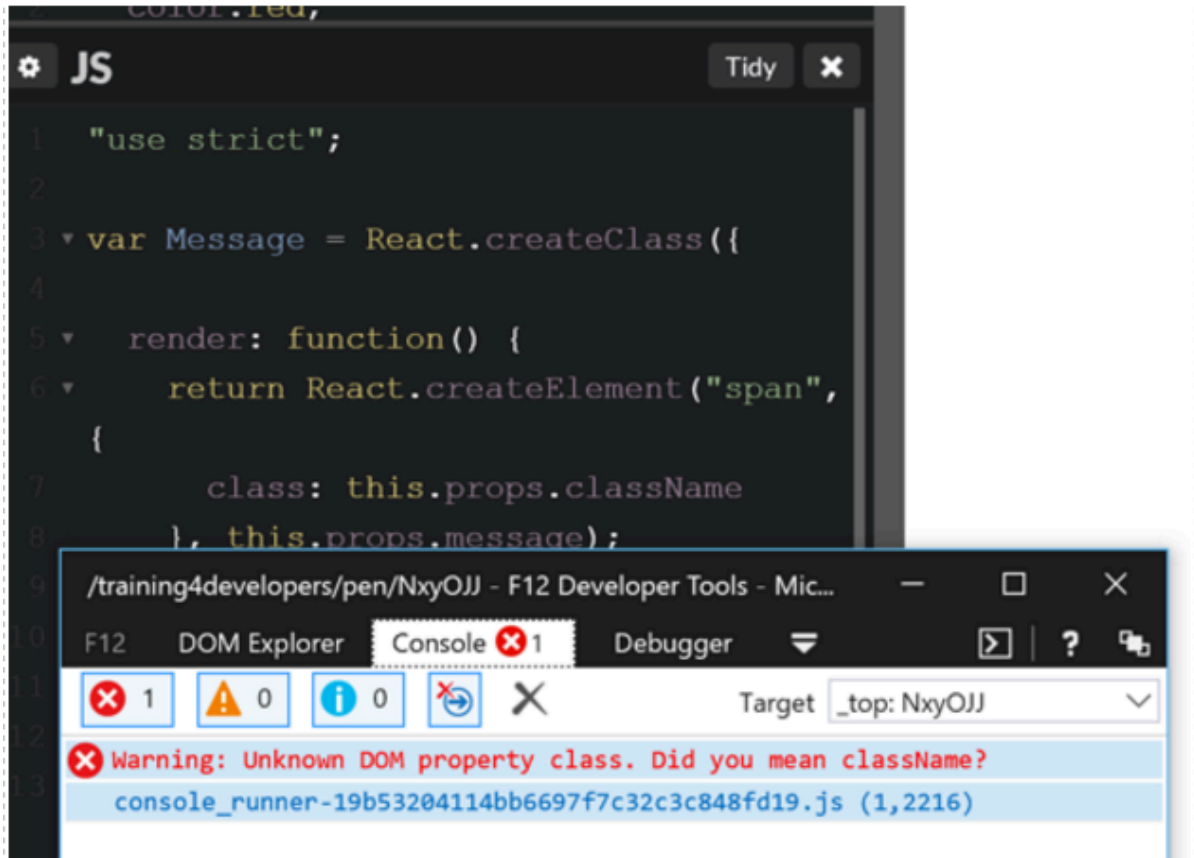 2 color.red,
JS Tidy
1 "use strict";
2
3 var Message = React.createClass({
4
5 render: function() {
6 return React.createElement("span",
{
7 class: this.props.className
8 }, this.props.message);
9 /training4developers/pen/NxyOJJ - F12 Developer Tools - Mic...
10 F12 DOM Explorer Console 1 Debugger ?
11 1 0 0 Target _top: NxyOJJ
12
Warning: Unknown DOM property class. Did you mean className?
13 console_runner-19b53204114bb6697f7c32c3c848fd19.js (1,2216)